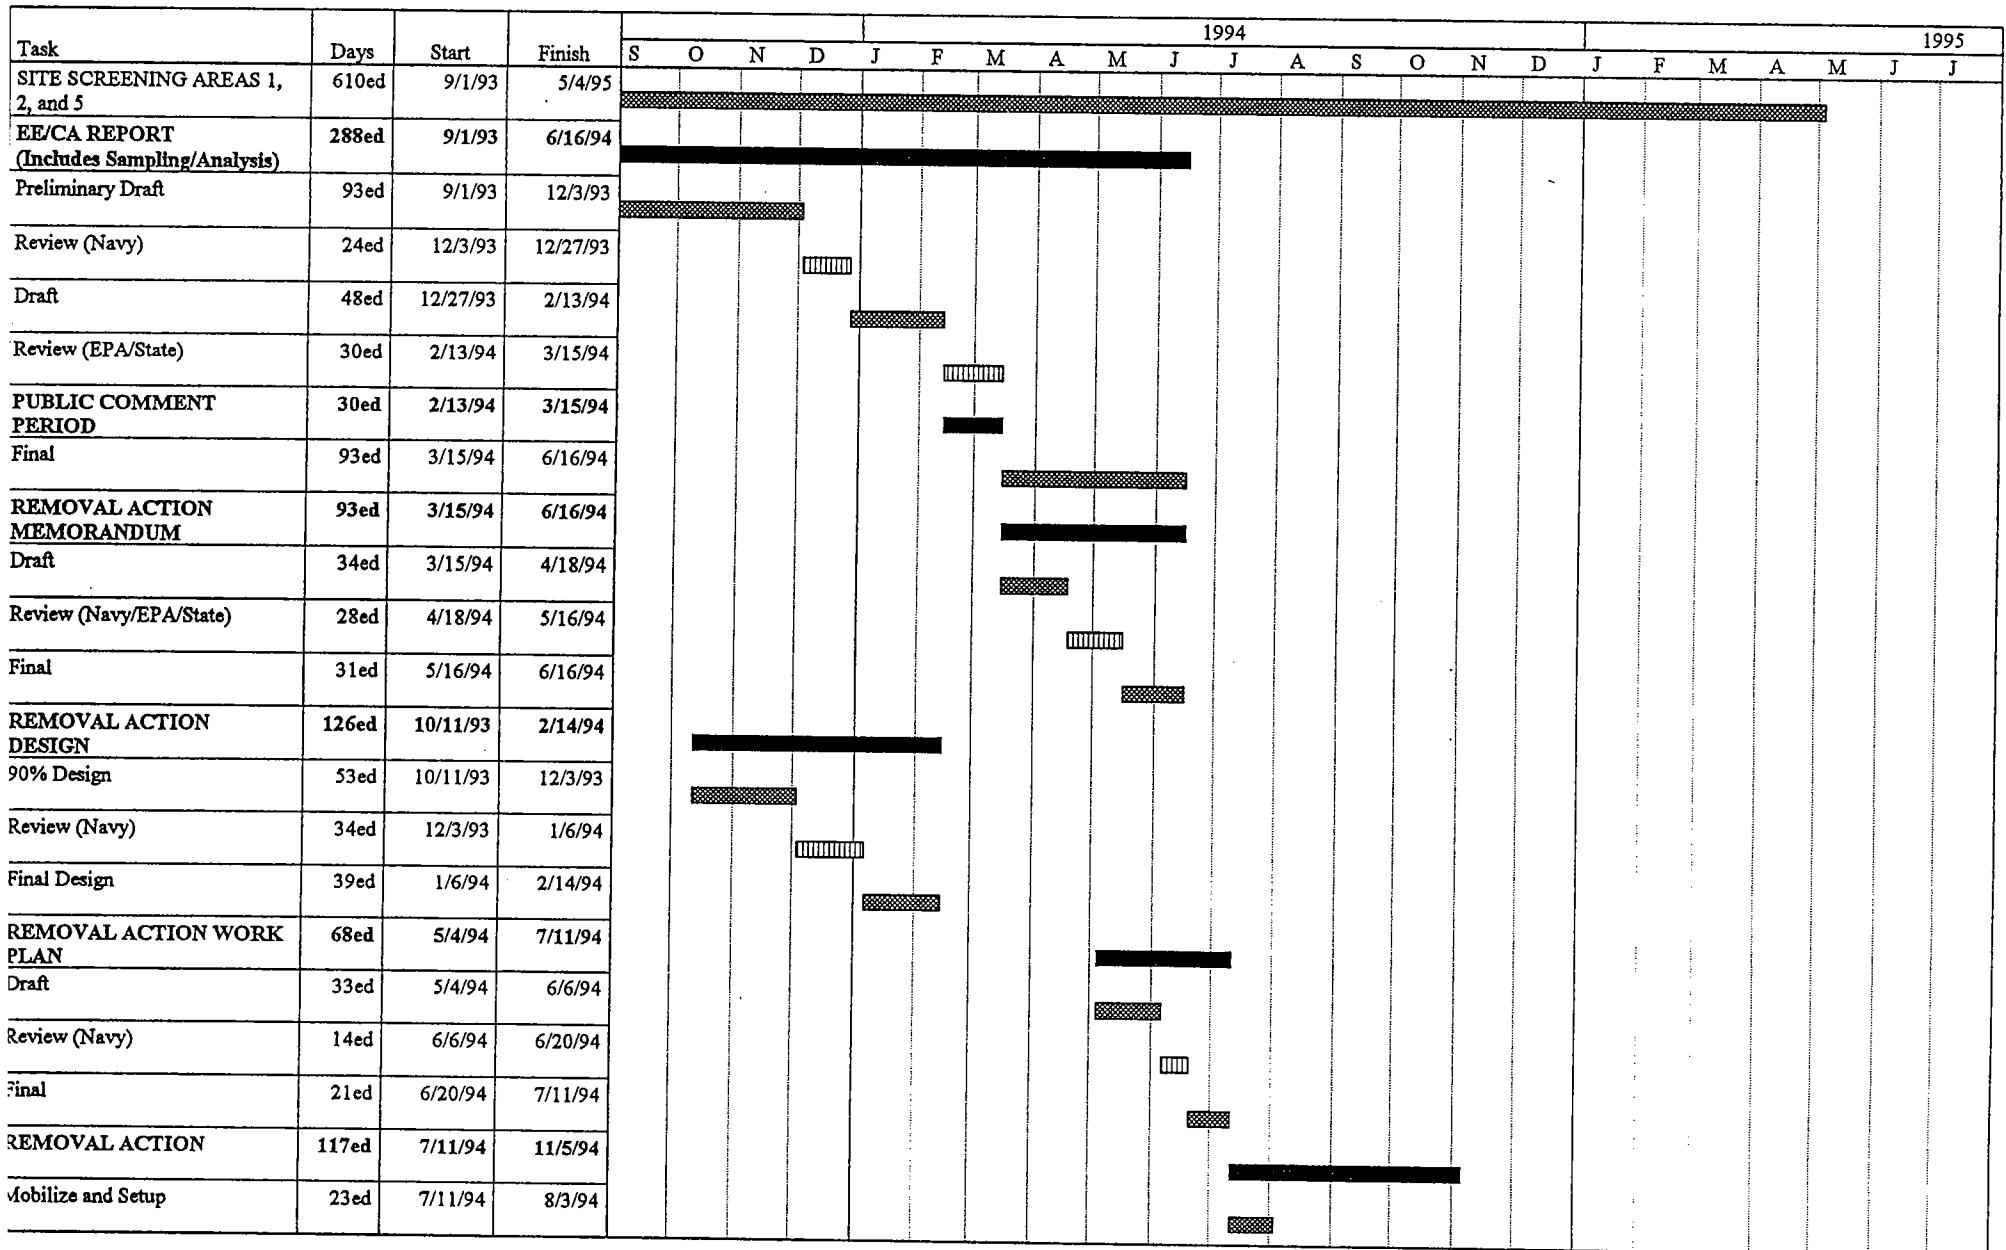 1994
1995
Task Days Start Finish S O N D J F M A M J J A S O N D J F M A M J J
SITE SCREENING AREAS 1, 610ed 9/1/93 5/4/95
2, and 5
EE/CA REPORT 288ed 9/1/93 6/16/94
(Includes Sampling/Analysis)
Preliminary Draft 93ed 9/1/93 12/3/93
Review (Navy) 24ed 12/3/93 12/27/93
Draft 48ed 12/27/93 2/13/94
Review (EPA/State) 30ed 2/13/94 3/15/94
PUBLIC COMMENT 30ed 2/13/94 3/15/94
PERIOD
Final 93ed 3/15/94 6/16/94
REMOVAL ACTION 93ed 3/15/94 6/16/94
MEMORANDUM
Draft 34ed 3/15/94 4/18/94
Review (Navy/EPA/State) 28ed 4/18/94 5/16/94
Final 31ed 5/16/94 6/16/94
REMOVAL ACTION 126ed 10/11/93 2/14/94
DESIGN
90% Design 53ed 10/11/93 12/3/93
Review (Navy) 34ed 12/3/93 1/6/94
Final Design 39ed 1/6/94 2/14/94
REMOVAL ACTION WORK 68ed 5/4/94 7/11/94
PLAN
Draft 33ed 5/4/94 6/6/94
Review (Navy) 14ed 6/6/94 6/20/94
Final 21ed 6/20/94 7/11/94
REMOVAL ACTION 117ed 7/11/94 11/5/94
Mobilize and Setup 23ed 7/11/94 8/3/94